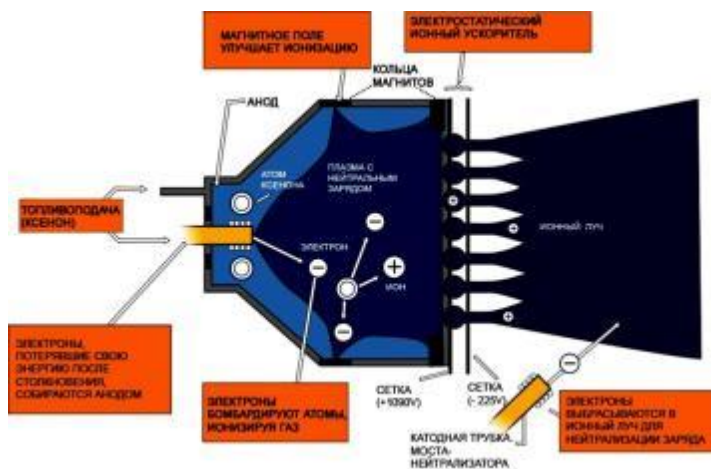 МАГНИТНОЕ ПОЛЕ
УЛУЧШАЕТ ИОНИЗАЦИЮ
ЭЛЕКТРОСТАТИЧЕСКИЙ
ИОННЫЙ УСКОРИТЕЛЬ
КОЛЬЦА
МАГНИТОВ
АНОД
АТОМ
КСЕНОНА
ПЛАЗМА С
НЕЙТРАЛЬНЫМ
ЗАРЯДОМ
ТОПЛИВОПОДАЧА
(КСЕНОН)
ЭЛЕКТРОН
ИОН
ИОННЫЙ ЛУЧ
ЭЛЕКТРОНЫ,
ПОТЕРЯВШИЕ СВОЮ
ЭНЕРГИЮ ПОСЛЕ
СТОЛКНОВЕНИЯ,
СОБИРАЮТСЯ АНОДОМ
ЭЛЕКТРОНЫ
БОМБАРДИРУЮТ АТОМЫ,
ИОНИЗИРУЯ ГАЗ
СЕТКА
(+1090V)
СЕТКА
(- 225V)
КАТОДНАЯ ТРУБКА
МОСТА-
НЕЙТРАЛИЗАТОРА
ЭЛЕКТРОНЫ
ВЫБРАСЫВАЮТСЯ В
ИОННЫЙ ЛУЧ ДЛЯ
НЕЙТРАЛИЗАЦИИ ЗАРЯДА